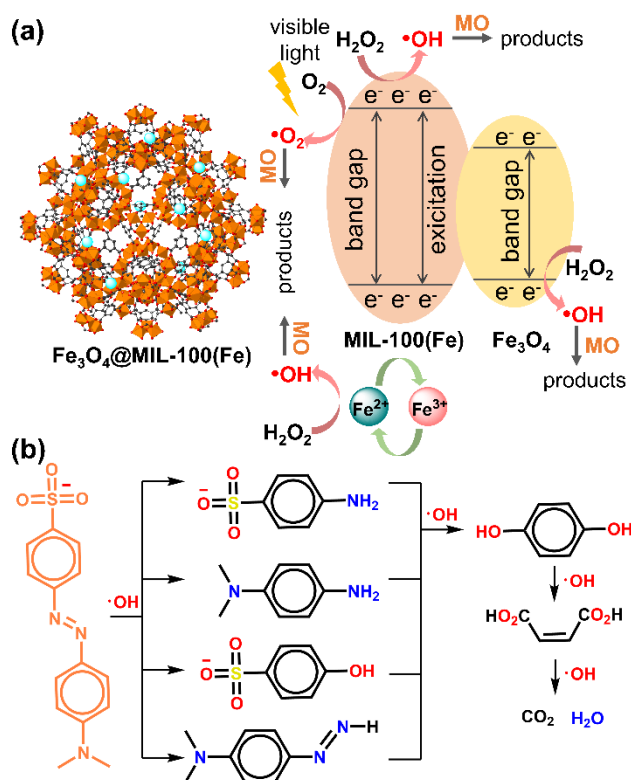 (a)
visible
light
H₂O₂
•OH
MO
products
O₂
•O₂
MO
products
MO
•OH
H₂O₂
Fe₃O₄@MIL-100(Fe)
e⁻ e⁻ e⁻
band gap
exicitation
e⁻ e⁻ e⁻
MIL-100(Fe)
e⁻ e⁻
band gap
e⁻ e⁻
Fe₃O₄
H₂O₂
•OH
MO
products
Fe²⁺
Fe³⁺
(b)
O
O
S
O
−
N
N
N
·OH
O
−
O
S
O
NH₂
N
NH₂
O
−
O
S
O
OH
N
N
N
H
·OH
HO
OH
·OH
HO₂C
CO₂H
·OH
CO₂
H₂O